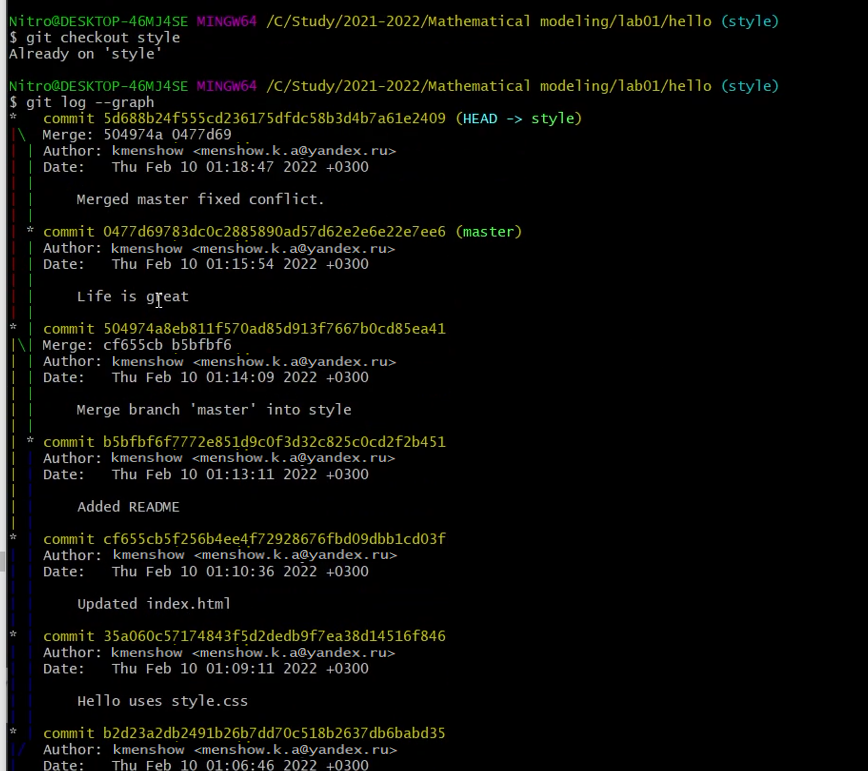 Nitro@DESKTOP-46MJ4SE MINGW64 /C/Study/2021-2022/Mathematical modeling/lab01/hello (style)
$ git checkout style
Already on 'style'
Nitro@DESKTOP-46MJ4SE MINGW64 /C/Study/2021-2022/Mathematical modeling/lab01/hello (style)
$ git log --graph
* commit 5d688b24f555cd236175dfdc58b3d4b7a61e2409 (HEAD -> style)
|\ Merge: 504974a 0477d69
| | Author: kmenshow <menshow.k.a@yandex.ru>
| | Date: Thu Feb 10 01:18:47 2022 +0300
| |
| | Merged master fixed conflict.
| |
| * commit 0477d69783dc0c2885890ad57d62e2e6e22e7ee6 (master)
| | Author: kmenshow <menshow.k.a@yandex.ru>
| | Date: Thu Feb 10 01:15:54 2022 +0300
| |
| | Life is great
| |
* | commit 504974a8eb811f570ad85d913f7667b0cd85ea41
|\| Merge: cf655cb b5bfbf6
| | Author: kmenshow <menshow.k.a@yandex.ru>
| | Date: Thu Feb 10 01:14:09 2022 +0300
| |
| | Merge branch 'master' into style
| |
| * commit b5bfbf6f7772e851d9c0f3d32c825c0cd2f2b451
| | Author: kmenshow <menshow.k.a@yandex.ru>
| | Date: Thu Feb 10 01:13:11 2022 +0300
| |
| | Added README
| |
* | commit cf655cb5f256b4ee4f72928676fbd09dbb1cd03f
| | Author: kmenshow <menshow.k.a@yandex.ru>
| | Date: Thu Feb 10 01:10:36 2022 +0300
| |
| | Updated index.html
| |
* | commit 35a060c57174843f5d2dedb9f7ea38d14516f846
| | Author: kmenshow <menshow.k.a@yandex.ru>
| | Date: Thu Feb 10 01:09:11 2022 +0300
| |
| | Hello uses style.css
| |
* | commit b2d23a2db2491b26b7dd70c518b2637db6babd35
|/ Author: kmenshow <menshow.k.a@yandex.ru>
| Date: Thu Feb 10 01:06:46 2022 +0300